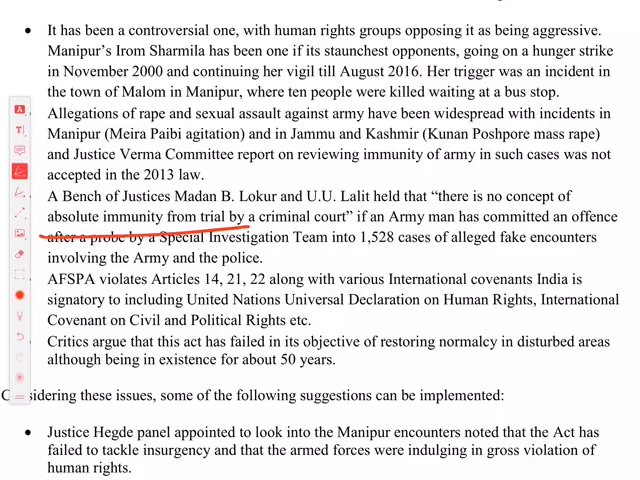 • It has been a controversial one, with human rights groups opposing it as being aggressive.
Manipur's Irom Sharmila has been one if its staunchest opponents, going on a hunger strike
in November 2000 and continuing her vigil till August 2016. Her trigger was an incident in
the town of Malom in Manipur, where ten people were killed waiting at a bus stop.
Allegations of rape and sexual assault against army have been widespread with incidents in
Manipur (Meira Paibi agitation) and in Jammu and Kashmir (Kunan Poshpore mass rape)
and Justice Verma Committee report on reviewing immunity of army in such cases was not
accepted in the 2013 law.
A Bench of Justices Madan B. Lokur and U.U. Lalit held that “there is no concept of
absolute immunity from trial by a criminal court” if an Army man has committed an offence
after a probe by a Special Investigation Team into 1,528 cases of alleged fake encounters
involving the Army and the police.
AFSPA violates Articles 14, 21, 22 along with various International covenants India is
signatory to including United Nations Universal Declaration on Human Rights, International
Covenant on Civil and Political Rights etc.
Critics argue that this act has failed in its objective of restoring normalcy in disturbed areas
although being in existence for about 50 years.
Considering these issues, some of the following suggestions can be implemented:
• Justice Hegde panel appointed to look into the Manipur encounters noted that the Act has
failed to tackle insurgency and that the armed forces were indulging in gross violation of
human rights.